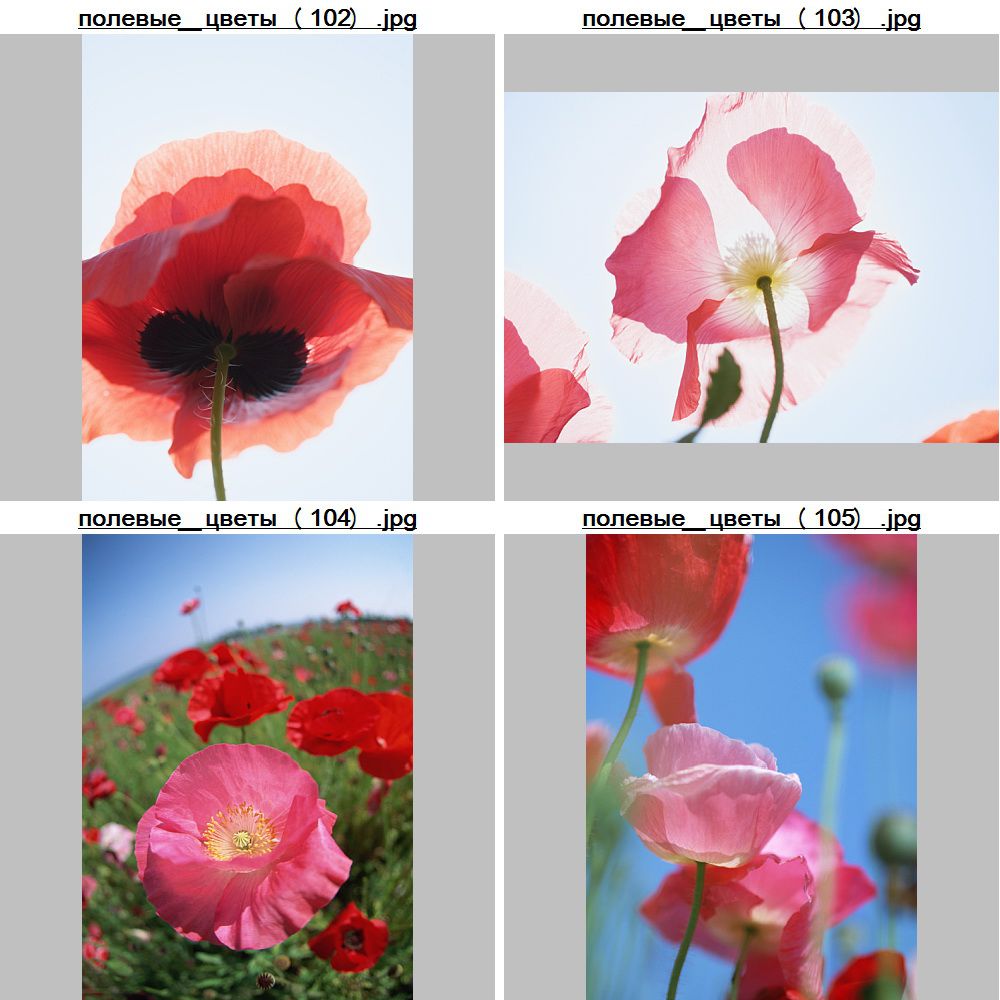 полевые__цветы ( 102) .jpg
полевые__цветы ( 103) .jpg
полевые__цветы ( 104) .jpg
полевые__цветы ( 105) .jpg